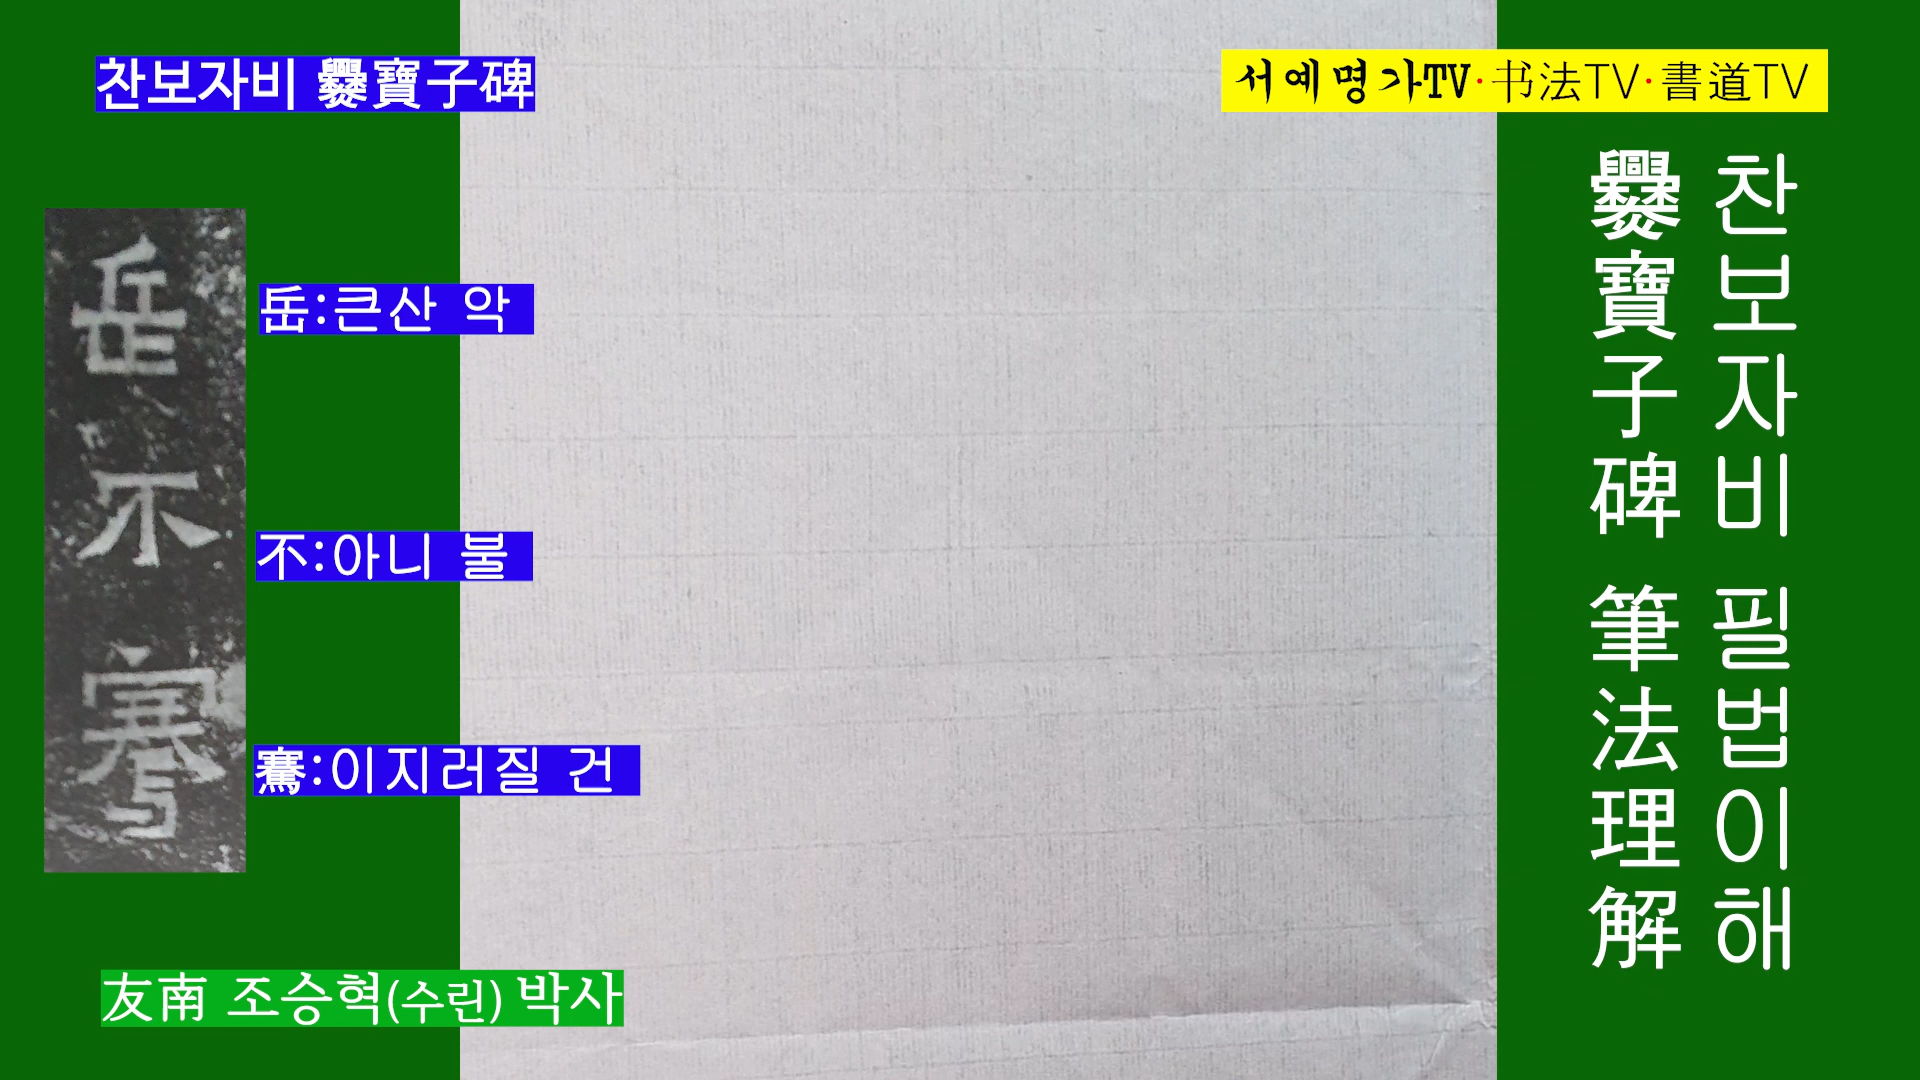 찬보자비 爨寶子碑
서예명가TV·书法TV·書道TV
岳不騫
岳:큰산 악
不:아니 불
騫:이지러질 건
友南 조승혁(수린) 박사
찬보자비 필법이해
爨寶子碑 筆法理解